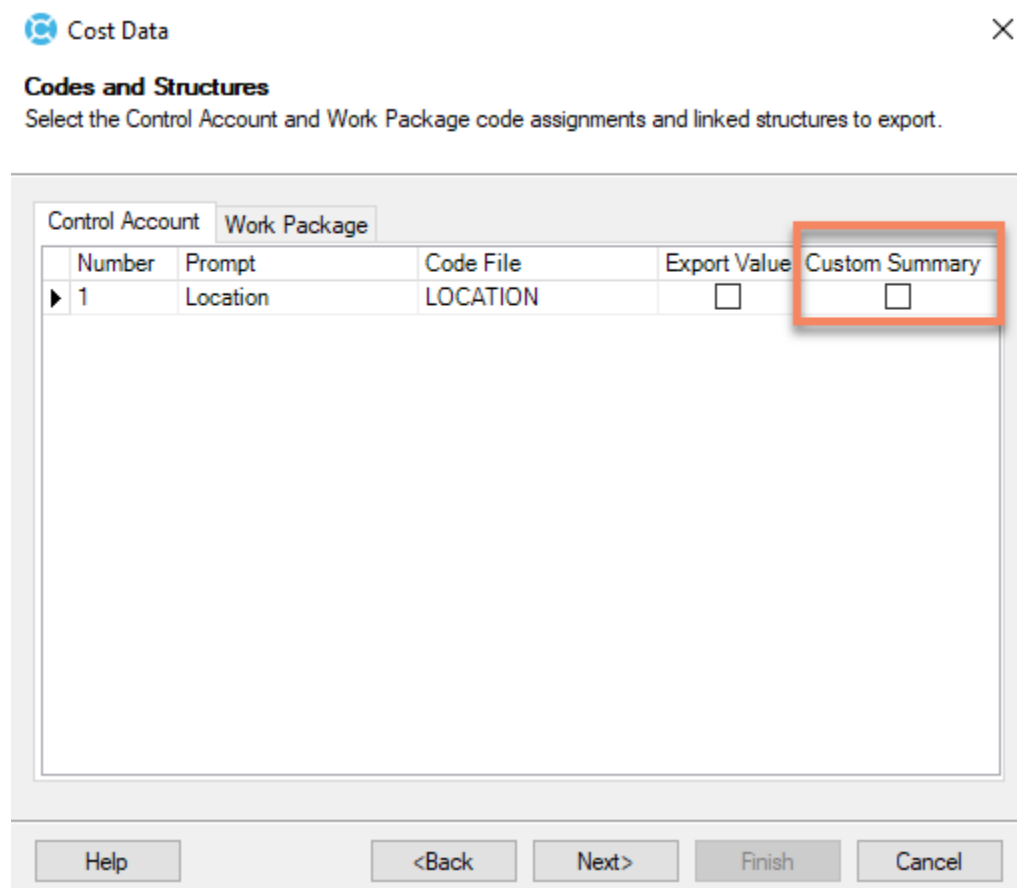 Cost Data
Codes and Structures
Select the Control Account and Work Package code assignments and linked structures to export.
Control Account Work Package
Number Prompt Code File Export Value Custom Summary
1 Location LOCATION
Help <Back Next> Finish Cancel